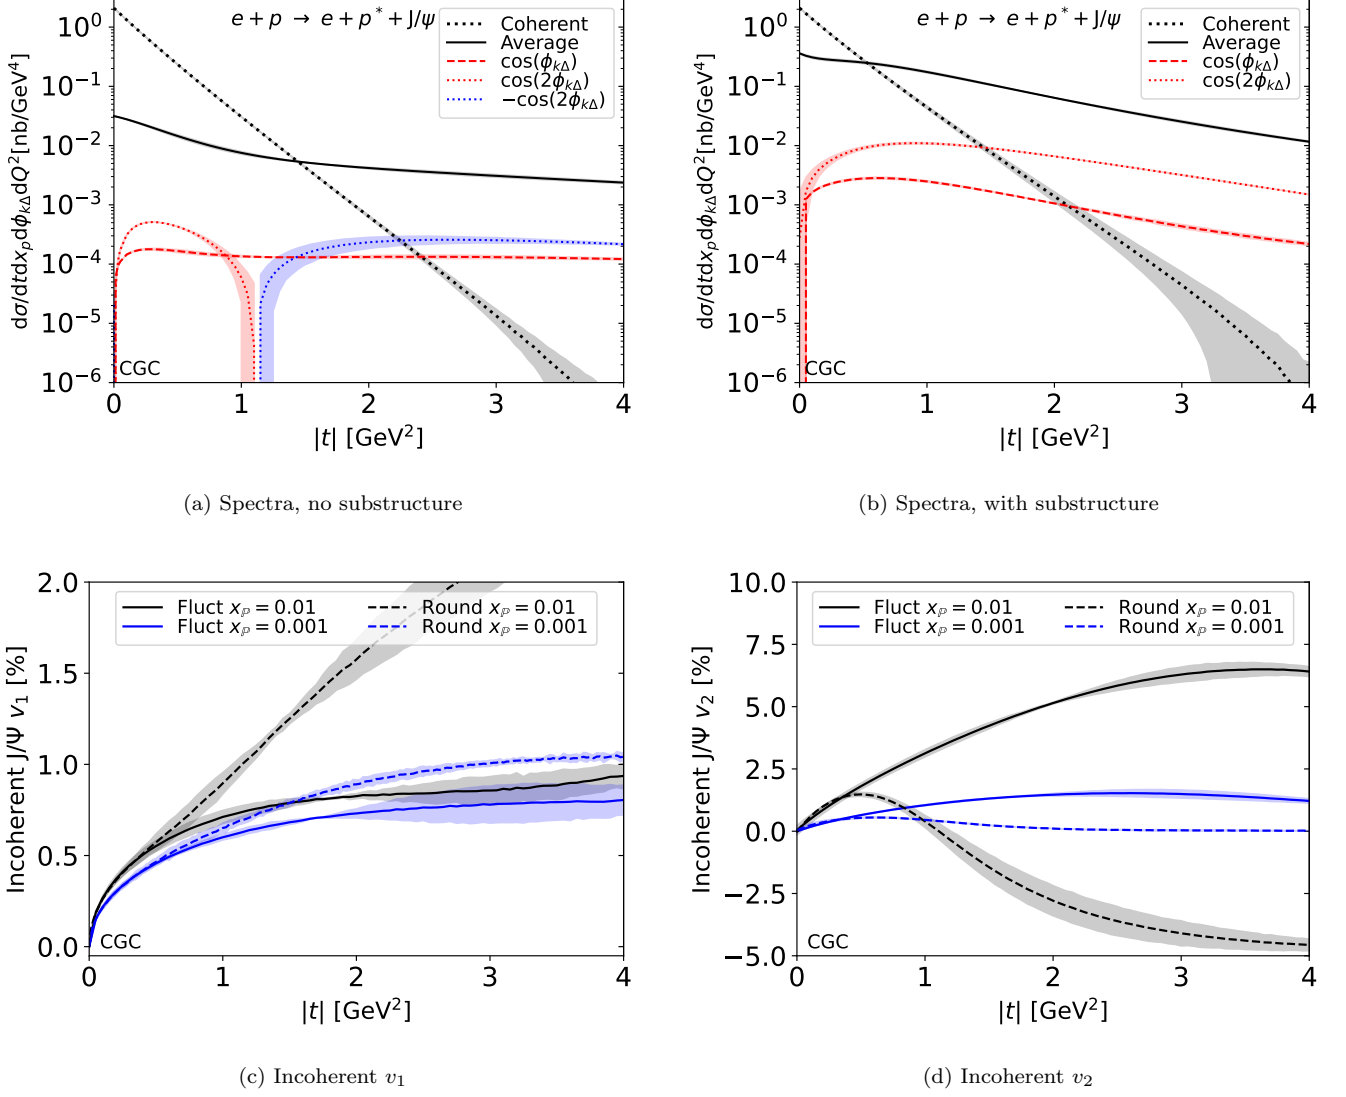 e + p → e + p* + J/ψ
Coherent
Average
cos(ϕkΔ)
cos(2ϕkΔ)
−cos(2ϕkΔ)
dσ/dtdx_pdϕ_kΔdQ²[nb/GeV⁴]
10⁰
10⁻¹
10⁻²
10⁻³
10⁻⁴
10⁻⁵
10⁻⁶
CGC
0 1 2 3 4
|t| [GeV²]
(a) Spectra, no substructure
e + p → e + p* + J/ψ
Coherent
Average
cos(ϕkΔ)
cos(2ϕkΔ)
dσ/dtdx_pdϕ_kΔdQ²[nb/GeV⁴]
10⁰
10⁻¹
10⁻²
10⁻³
10⁻⁴
10⁻⁵
10⁻⁶
CGC
0 1 2 3 4
|t| [GeV²]
(b) Spectra, with substructure
Fluct xℙ = 0.01 Round xℙ = 0.01
Fluct xℙ = 0.001 Round xℙ = 0.001
Incoherent J/Ψ v₁ [%]
2.0
1.5
1.0
0.5
0.0
CGC
0 1 2 3 4
|t| [GeV²]
(c) Incoherent v₁
Fluct xℙ = 0.01 Round xℙ = 0.01
Fluct xℙ = 0.001 Round xℙ = 0.001
Incoherent J/Ψ v₂ [%]
10.0
7.5
5.0
2.5
0.0
−2.5
−5.0
CGC
0 1 2 3 4
|t| [GeV²]
(d) Incoherent v₂